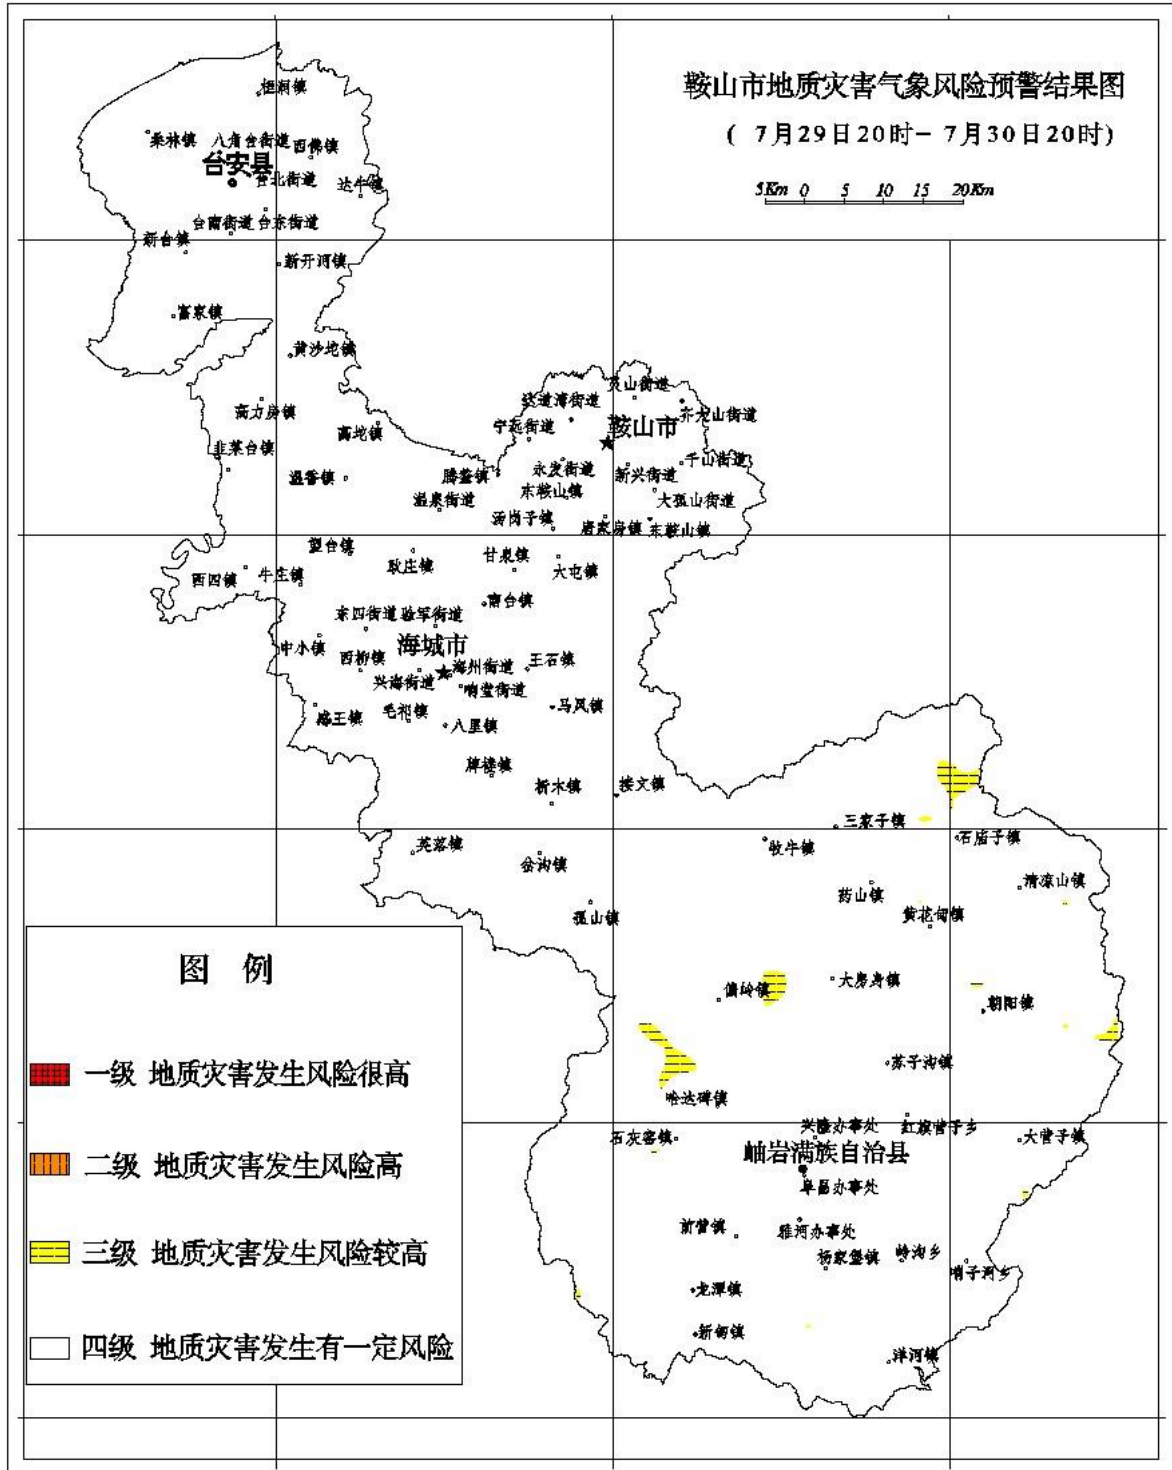 鞍山市地质灾害气象风险预警结果图
( 7月29日20时- 7月30日20时)
5Km 0 5 10 15 20Km
桓洞镇
桑林镇
八角台街道
西佛镇
台安县
台北街道
达牛镇
台南街道
台东街道
新台镇
新开河镇
富家镇
黄沙坨镇
灵山街道
达道湾街道
高力房镇
齐大山街道
宁远街道
鞍山市
高坨镇
韭菜台镇
千山街道
永发街道
新兴街道
温香镇
腾鳌镇
东鞍山镇
温泉街道
大孤山街道
汤岗子镇
唐家房镇
东鞍山镇
望台镇
甘泉镇
耿庄镇
大屯镇
西四镇
牛庄镇
南台镇
东四街道
验军街道
中小镇
海城市
西柳镇
海州街道
王石镇
兴海街道
响堂街道
感王镇
毛祁镇
马风镇
八里镇
牌楼镇
析木镇
接文镇
三家子镇
石庙子镇
英落镇
牧牛镇
岔沟镇
清凉山镇
药山镇
孤山镇
黄花甸镇
大房身镇
偏岭镇
朝阳镇
苏子沟镇
哈达碑镇
兴隆办事处
红旗营子乡
石灰窑镇
大营子镇
岫岩满族自治县
阜昌办事处
前营镇
雅河办事处
杨家堡镇
岭沟乡
哨子河乡
龙潭镇
新甸镇
洋河镇
图 例
一级 地质灾害发生风险很高
二级 地质灾害发生风险高
三级 地质灾害发生风险较高
四级 地质灾害发生有一定风险